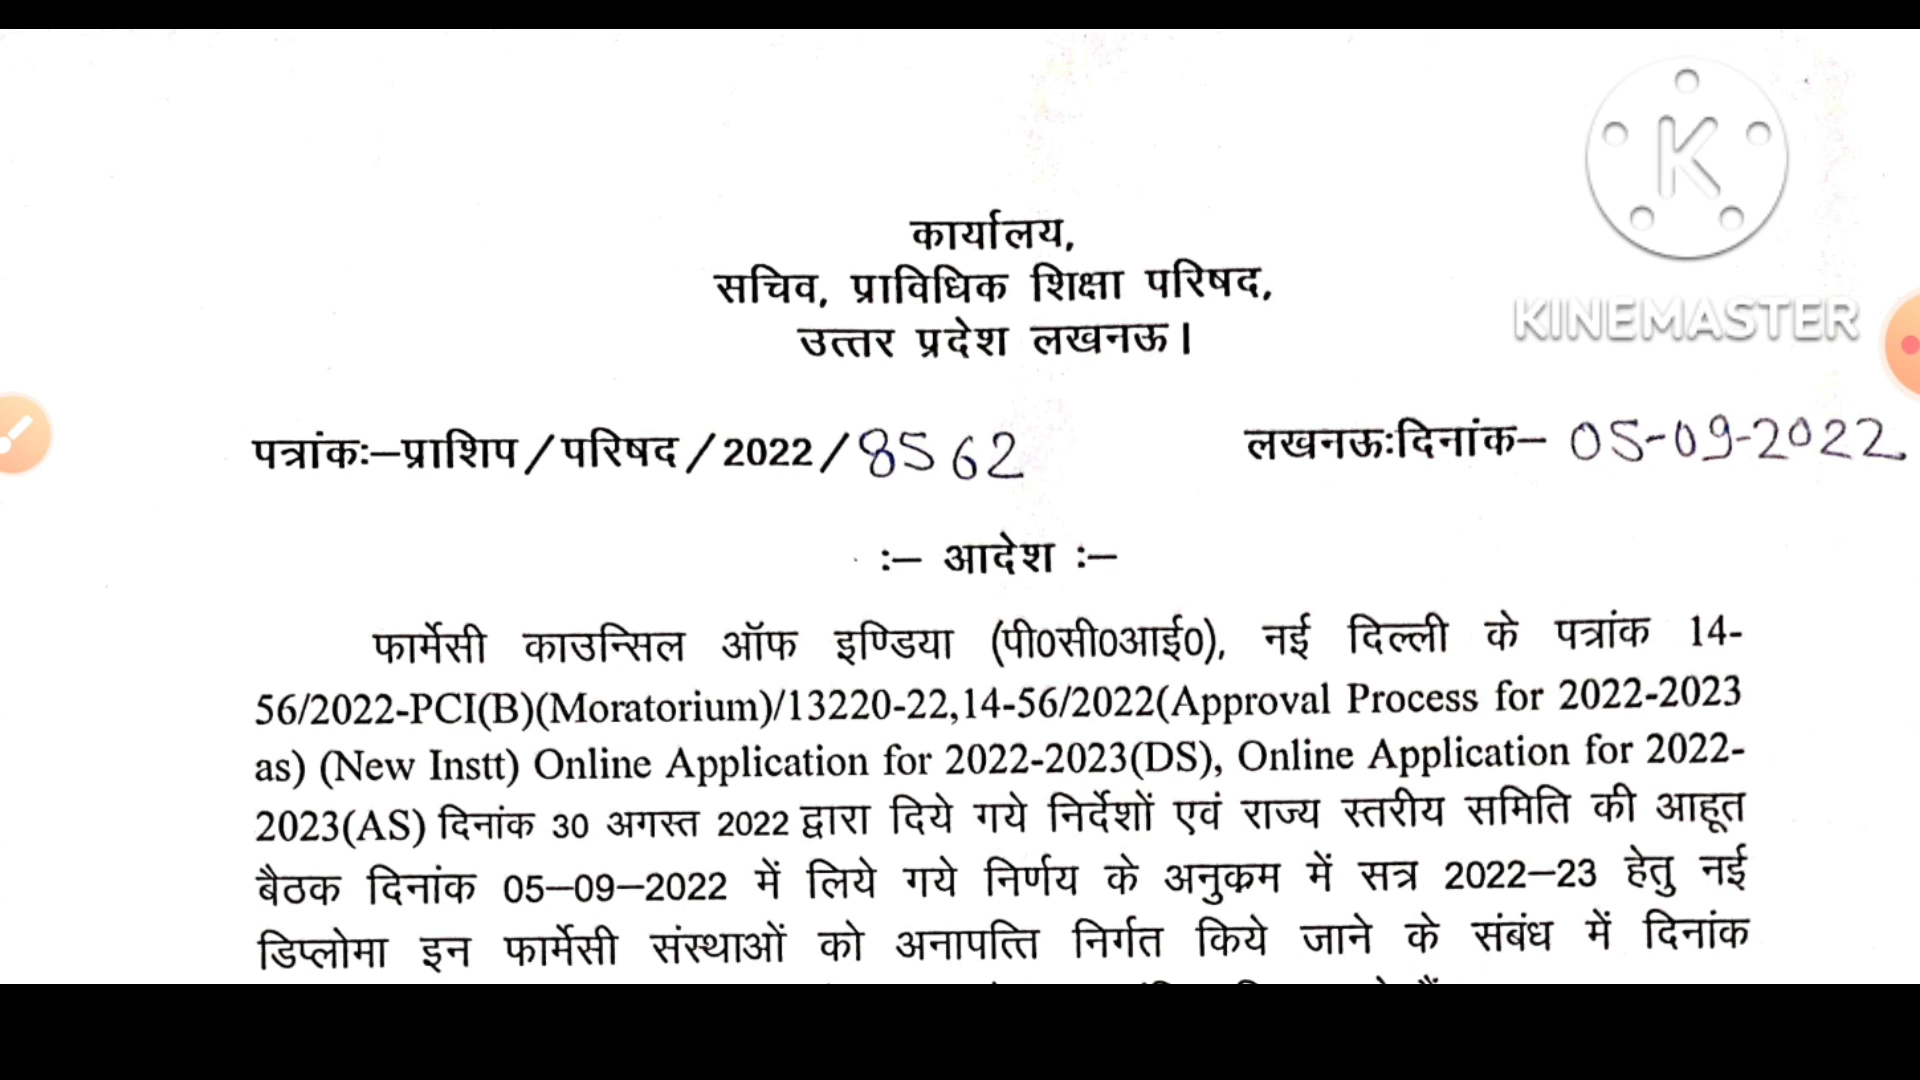 कार्यालय,
सचिव, प्राविधिक शिक्षा परिषद,
उत्तर प्रदेश लखनऊ।
K
KINEMASTER
पत्रांकः–प्राशिप/परिषद/2022/8562 लखनऊःदिनांक– 05-09-2022
:– आदेश :–
फार्मेसी काउन्सिल ऑफ इण्डिया (पी0सी0आई0), नई दिल्ली के पत्रांक 14-
56/2022-PCI(B)(Moratorium)/13220-22,14-56/2022(Approval Process for 2022-2023
as) (New Instt) Online Application for 2022-2023(DS), Online Application for 2022-
2023(AS) दिनांक 30 अगस्त 2022 द्वारा दिये गये निर्देशों एवं राज्य स्तरीय समिति की आहूत
बैठक दिनांक 05–09–2022 में लिये गये निर्णय के अनुक्रम में सत्र 2022–23 हेतु नई
डिप्लोमा इन फार्मेसी संस्थाओं को अनापत्ति निर्गत किये जाने के संबंध में दिनांक